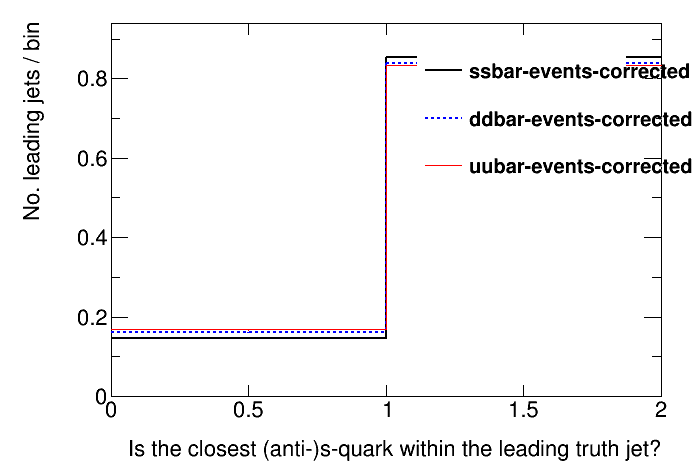 No. leading jets / bin
0.8
0.6
0.4
0.2
0
ssbar-events-corrected
ddbar-events-corrected
uubar-events-corrected
0 0.5 1 1.5 2
Is the closest (anti-)s-quark within the leading truth jet?